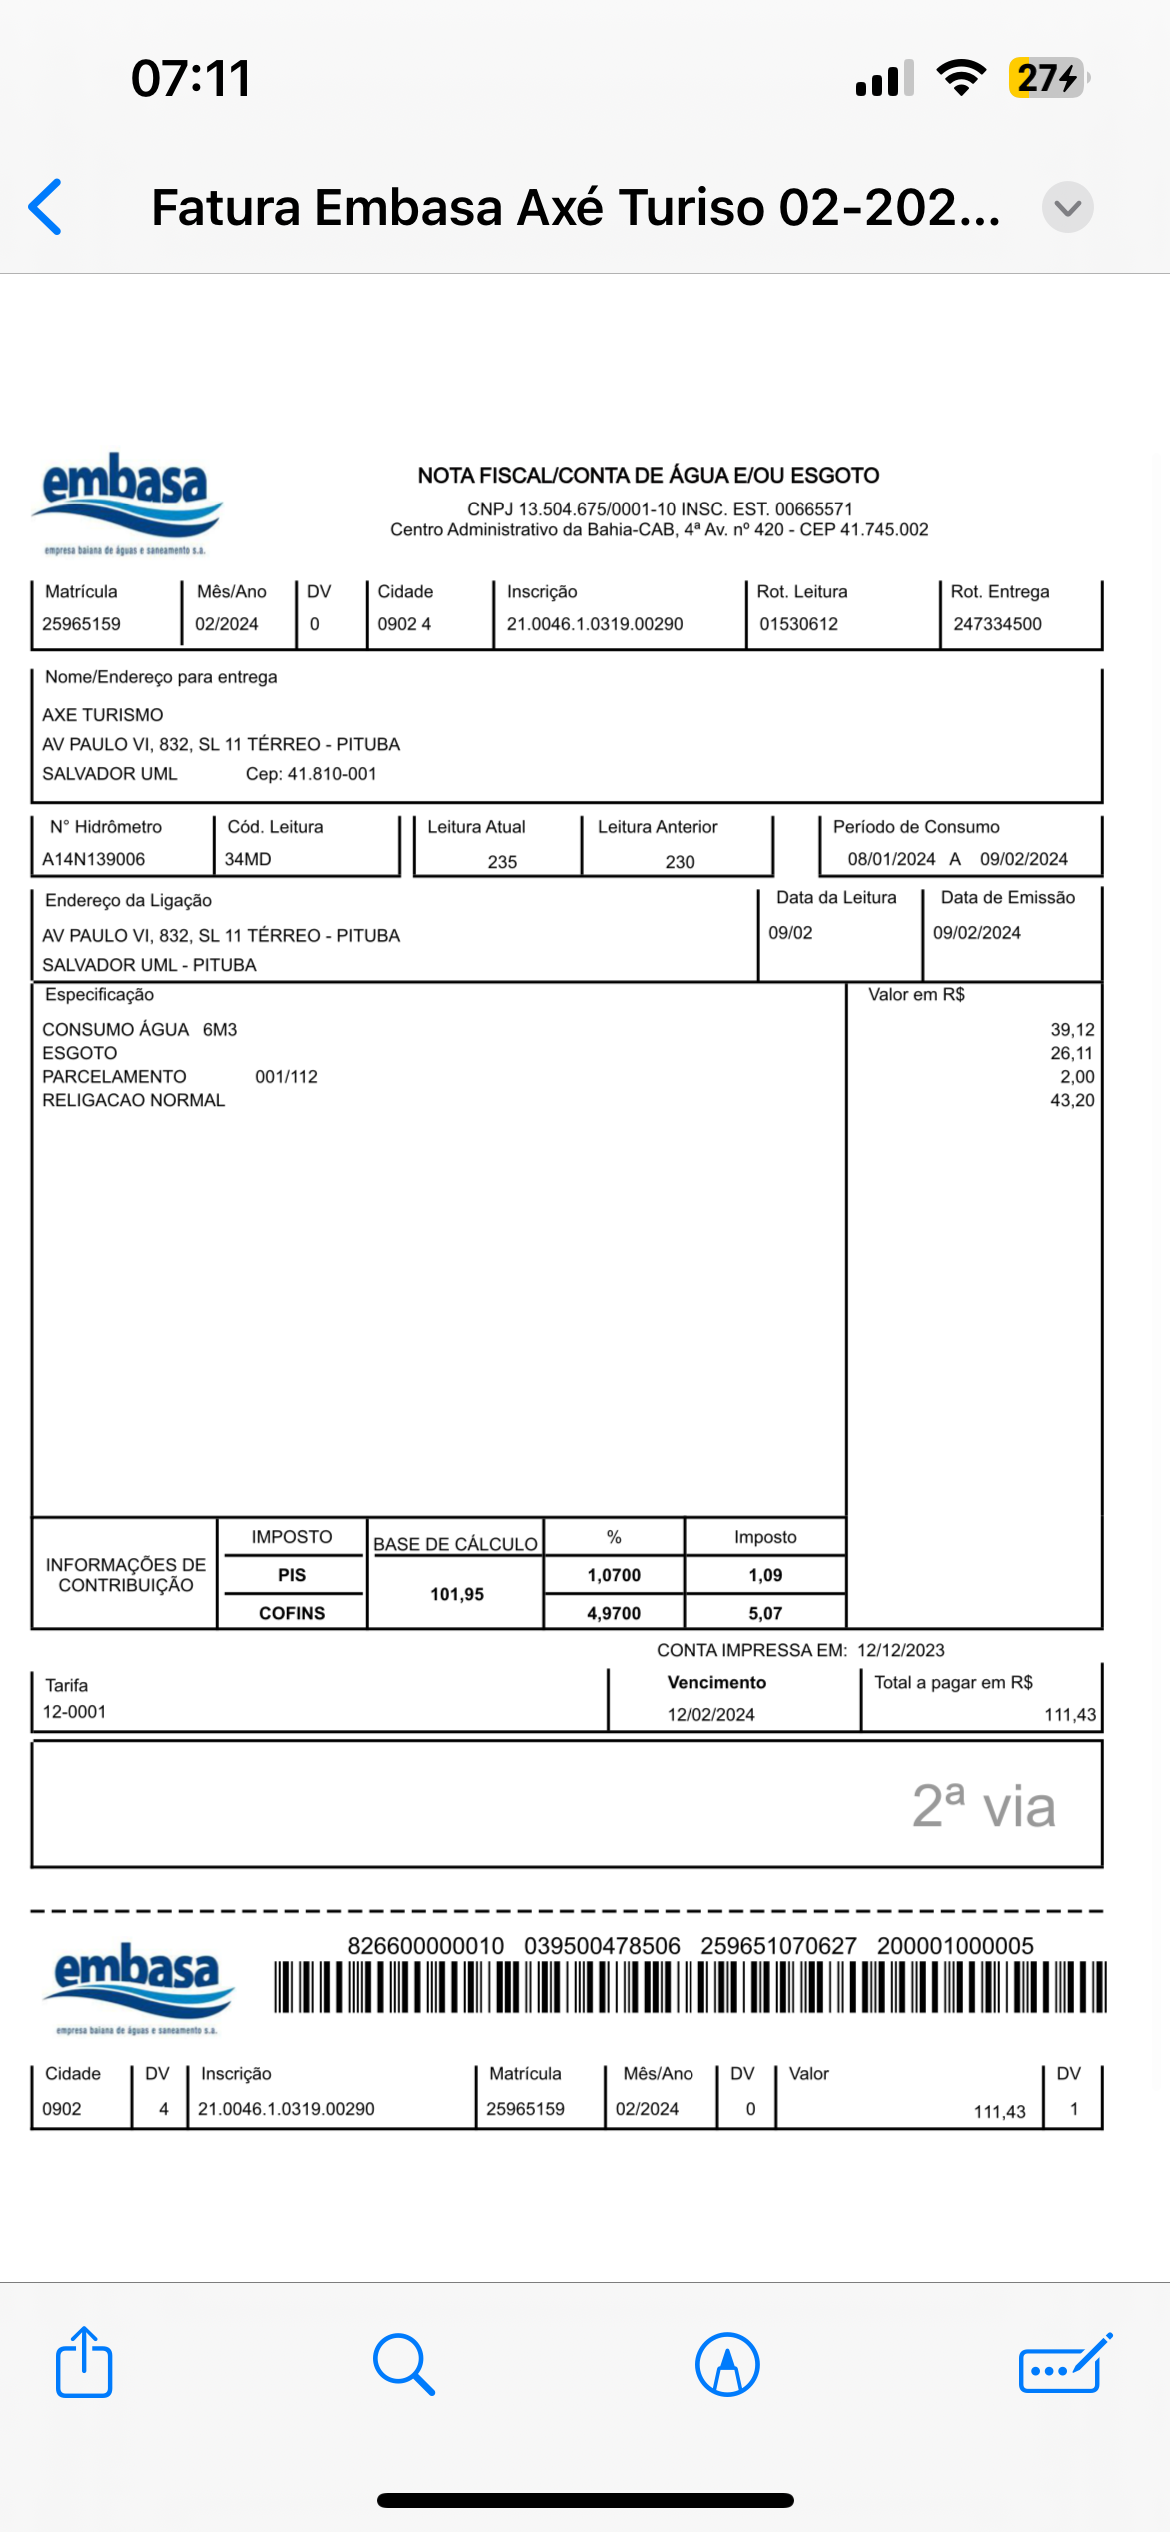 07:11
27
Fatura Embasa Axé Turiso 02-202...
embasa
empresa baiana de águas e saneamento s.a.
NOTA FISCAL/CONTA DE ÁGUA E/OU ESGOTO
CNPJ 13.504.675/0001-10 INSC. EST. 00665571
Centro Administrativo da Bahia-CAB, 4ª Av. nº 420 - CEP 41.745.002
Matrícula Mês/Ano DV Cidade Inscrição Rot. Leitura Rot. Entrega
25965159 02/2024 0 0902 4 21.0046.1.0319.00290 01530612 247334500
Nome/Endereço para entrega
AXE TURISMO
AV PAULO VI, 832, SL 11 TÉRREO - PITUBA
SALVADOR UML Cep: 41.810-001
N° Hidrômetro Cód. Leitura Leitura Atual Leitura Anterior Período de Consumo
A14N139006 34MD 235 230 08/01/2024 A 09/02/2024
Endereço da Ligação Data da Leitura Data de Emissão
AV PAULO VI, 832, SL 11 TÉRREO - PITUBA 09/02 09/02/2024
SALVADOR UML - PITUBA
Especificação Valor em R$
CONSUMO ÁGUA 6M3 39,12
ESGOTO 26,11
PARCELAMENTO 001/112 2,00
RELIGACAO NORMAL 43,20
INFORMAÇÕES DE CONTRIBUIÇÃO
IMPOSTO BASE DE CÁLCULO % Imposto
PIS 101,95 1,0700 1,09
COFINS 4,9700 5,07
CONTA IMPRESSA EM: 12/12/2023
Tarifa Vencimento Total a pagar em R$
12-0001 12/02/2024 111,43
2ª via
826600000010 039500478506 259651070627 200001000005
embasa
empresa baiana de águas e saneamento s.a.
Cidade DV Inscrição Matrícula Mês/Ano DV Valor DV
0902 4 21.0046.1.0319.00290 25965159 02/2024 0 111,43 1